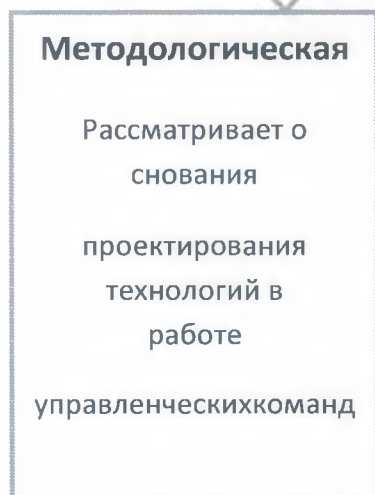 Методологическая
Рассматривает о
снования
проектирования
технологий в
работе
управленческихкоманд